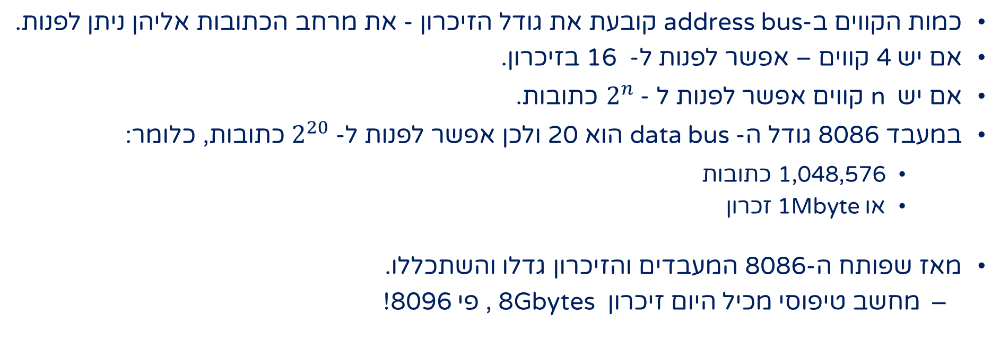 • כמות הקווים ב-address bus קובעת את גודל הזיכרון - את מרחב הכתובות אליהן ניתן לפנות.
• אם יש 4 קווים – אפשר לפנות ל- 16 בזיכרון.
• אם יש n קווים אפשר לפנות ל - 2ⁿ כתובות.
• במעבד 8086 גודל ה- data bus הוא 20 ולכן אפשר לפנות ל- 2²⁰ כתובות, כלומר:
• 1,048,576 כתובות
• או 1Mbyte זכרון
• מאז שפותח ה-8086 המעבדים והזיכרון גדלו והשתכללו.
– מחשב טיפוסי מכיל היום זיכרון 8Gbytes , פי 8096!